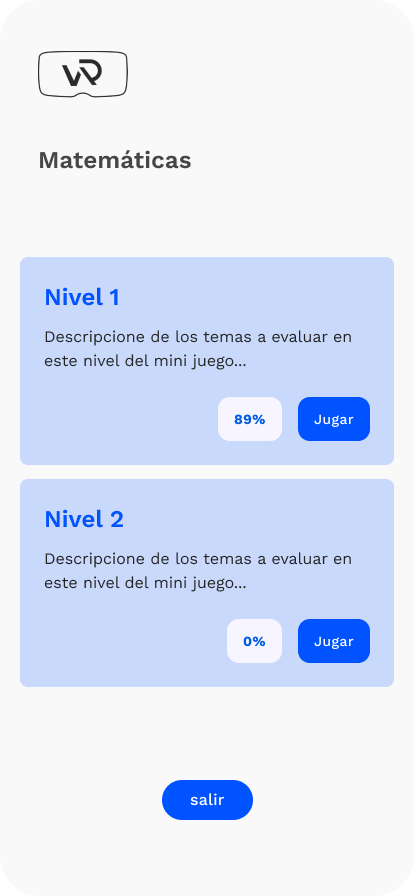 VR
Matemáticas
Nivel 1
Descripcione de los temas a evaluar en
este nivel del mini juego...
89%
Jugar
Nivel 2
Descripcione de los temas a evaluar en
este nivel del mini juego...
0%
Jugar
salir